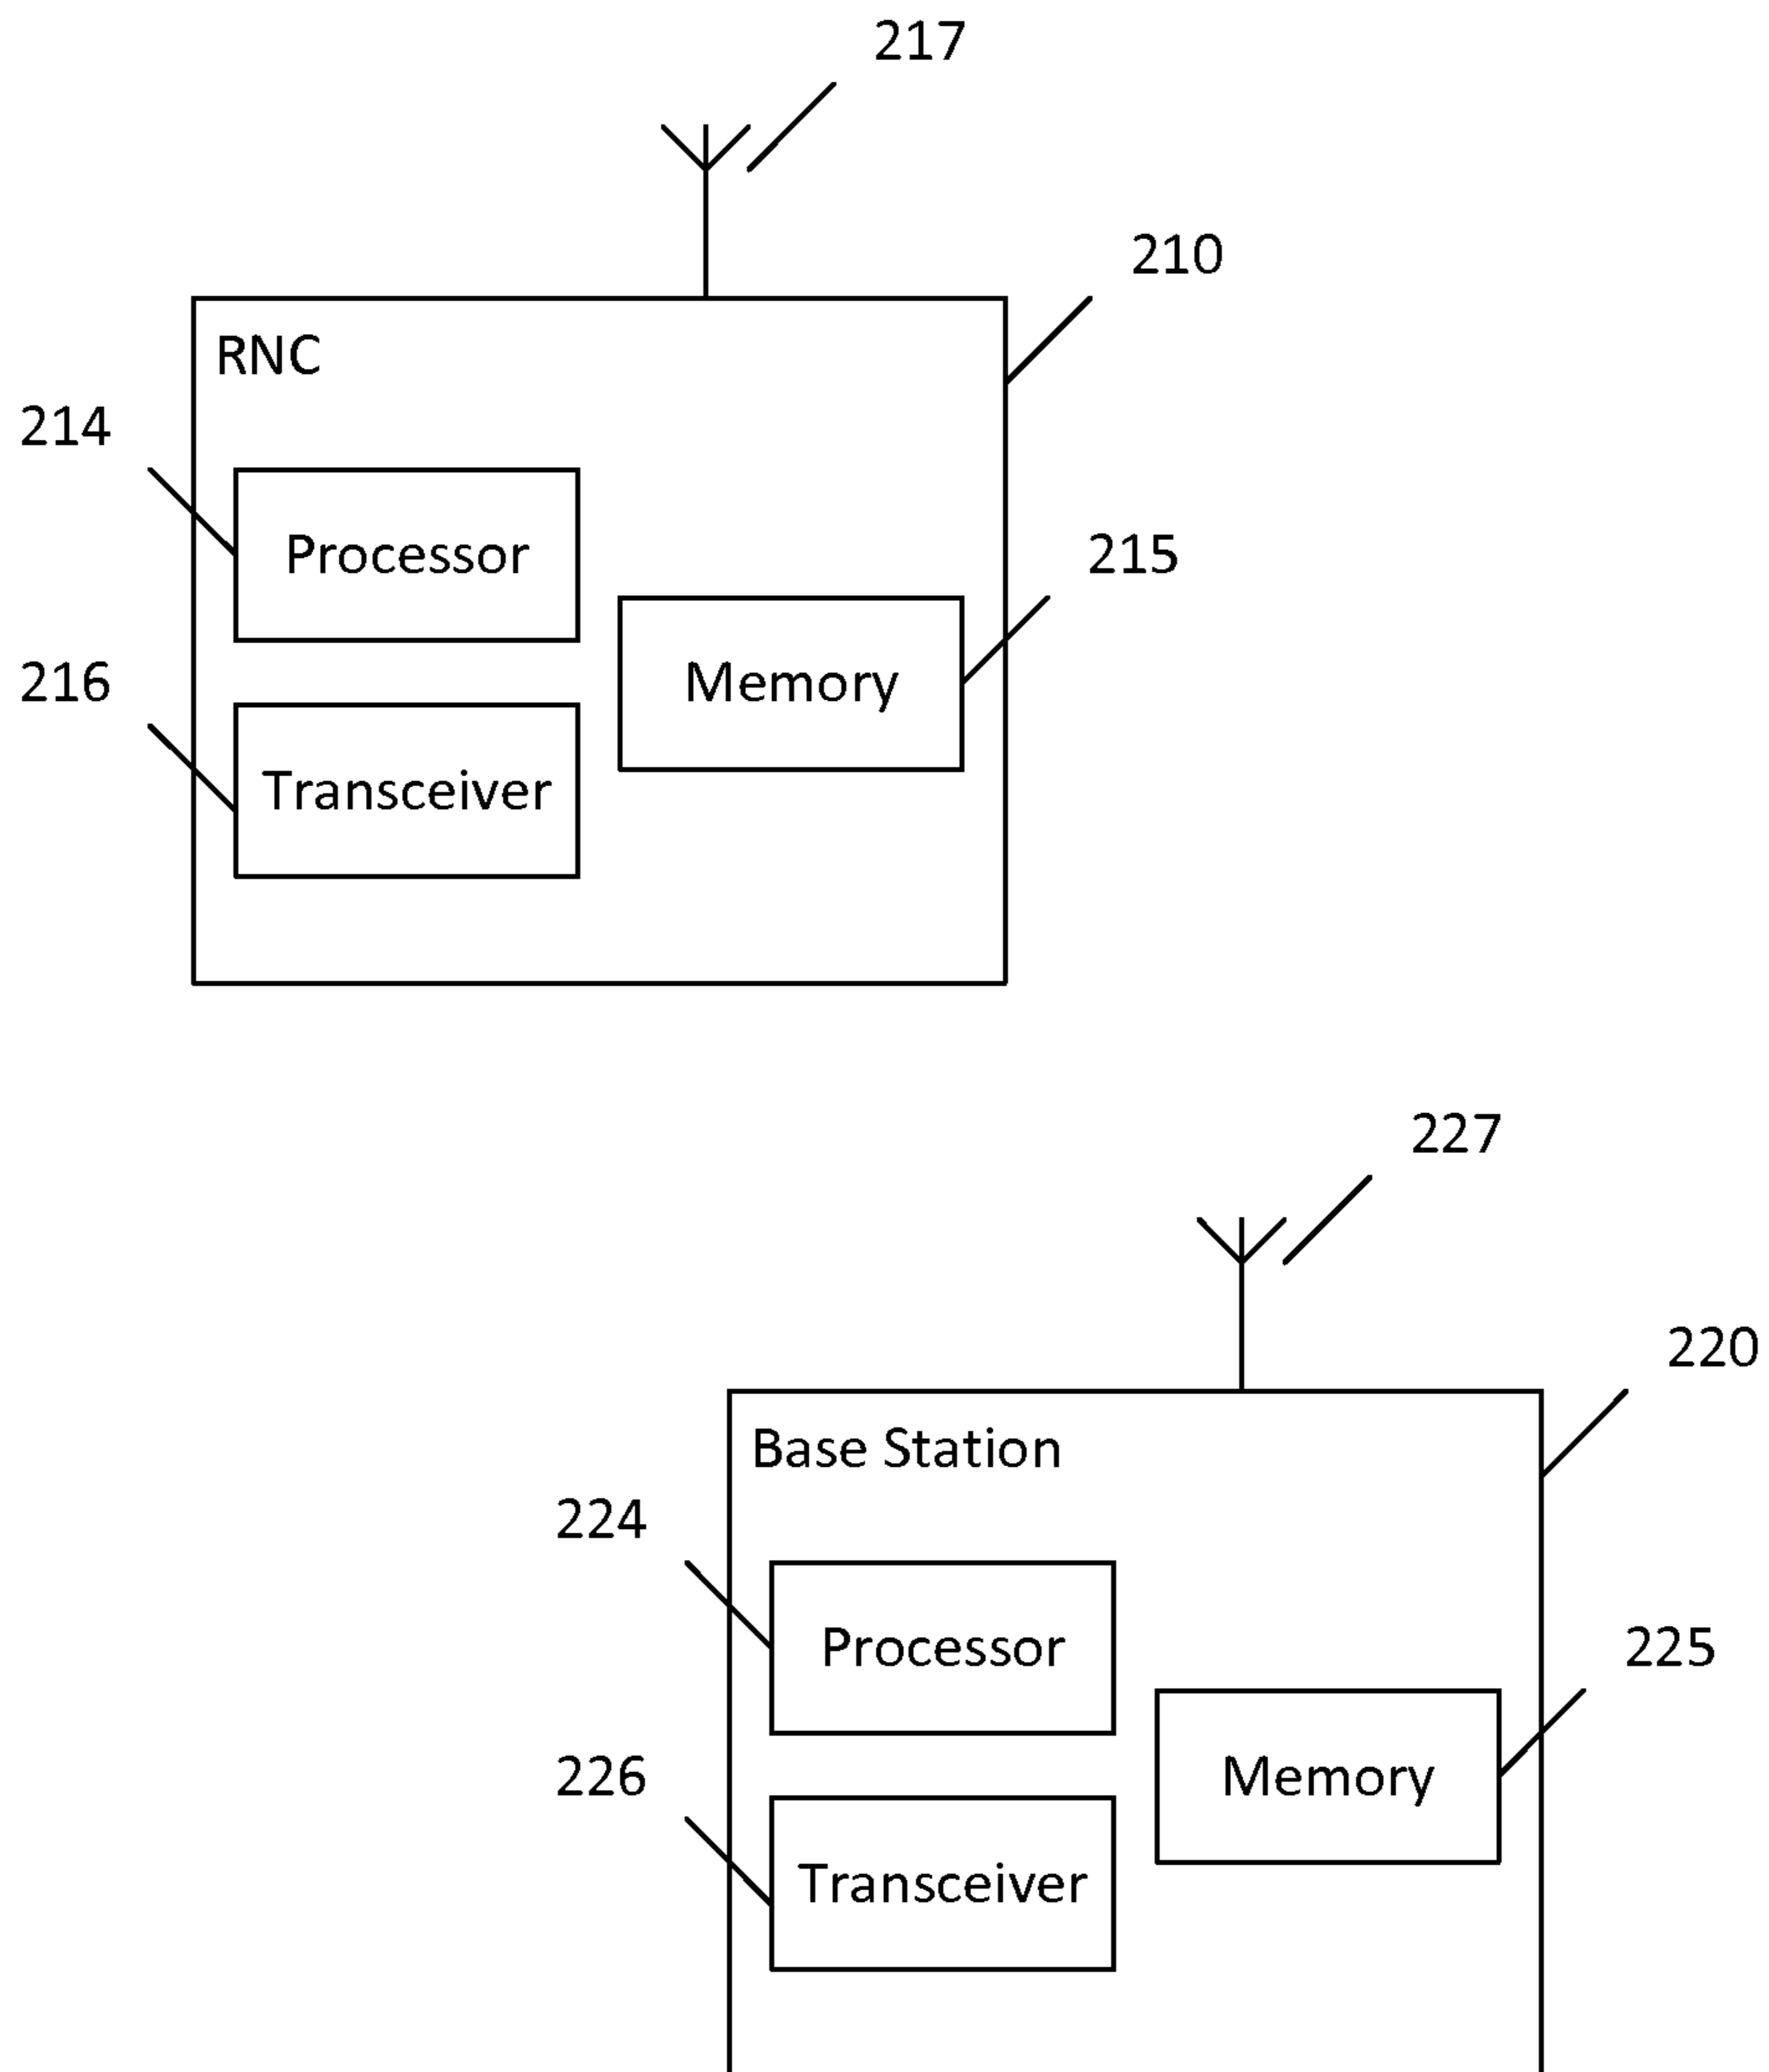 217
210
RNC
214
Processor
215
Memory
216
Transceiver
227
220
Base Station
224
Processor
225
Memory
226
Transceiver